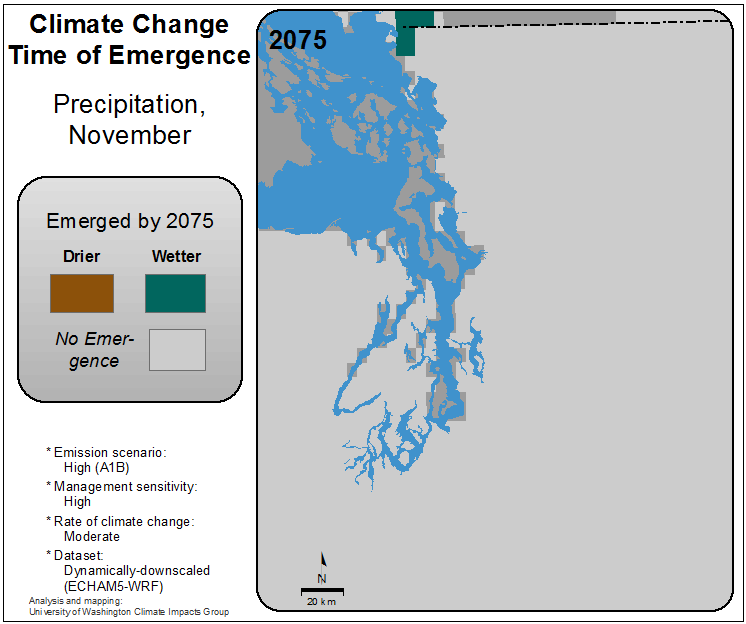 Climate Change
Time of Emergence
Precipitation,
November
Emerged by 2075
Drier
Wetter
No Emer-
gence
* Emission scenario:
High (A1B)
* Management sensitivity:
High
* Rate of climate change:
Moderate
* Dataset:
Dynamically-downscaled
(ECHAM5-WRF)
Analysis and mapping:
University of Washington Climate Impacts Group
2075
N
20 km